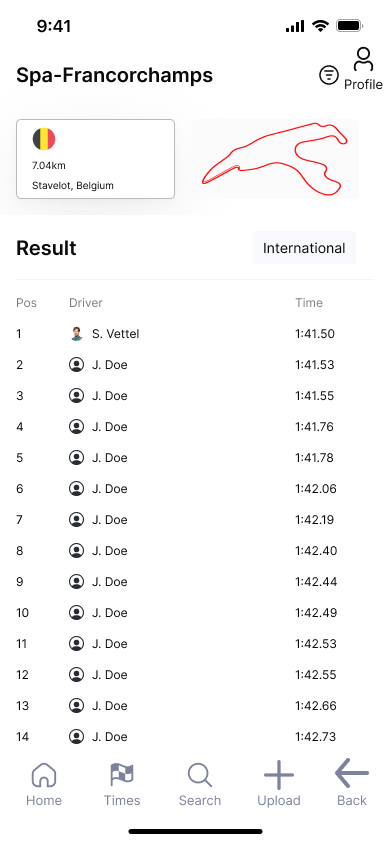 9:41
Spa-Francorchamps
Profile
7.04km
Stavelot, Belgium
Result
International
Pos Driver Time
1 S. Vettel 1:41.50
2 J. Doe 1:41.53
3 J. Doe 1:41.55
4 J. Doe 1:41.76
5 J. Doe 1:41.78
6 J. Doe 1:42.06
7 J. Doe 1:42.19
8 J. Doe 1:42.40
9 J. Doe 1:42.44
10 J. Doe 1:42.49
11 J. Doe 1:42.53
12 J. Doe 1:42.55
13 J. Doe 1:42.66
14 J. Doe 1:42.73
Home Times Search Upload Back